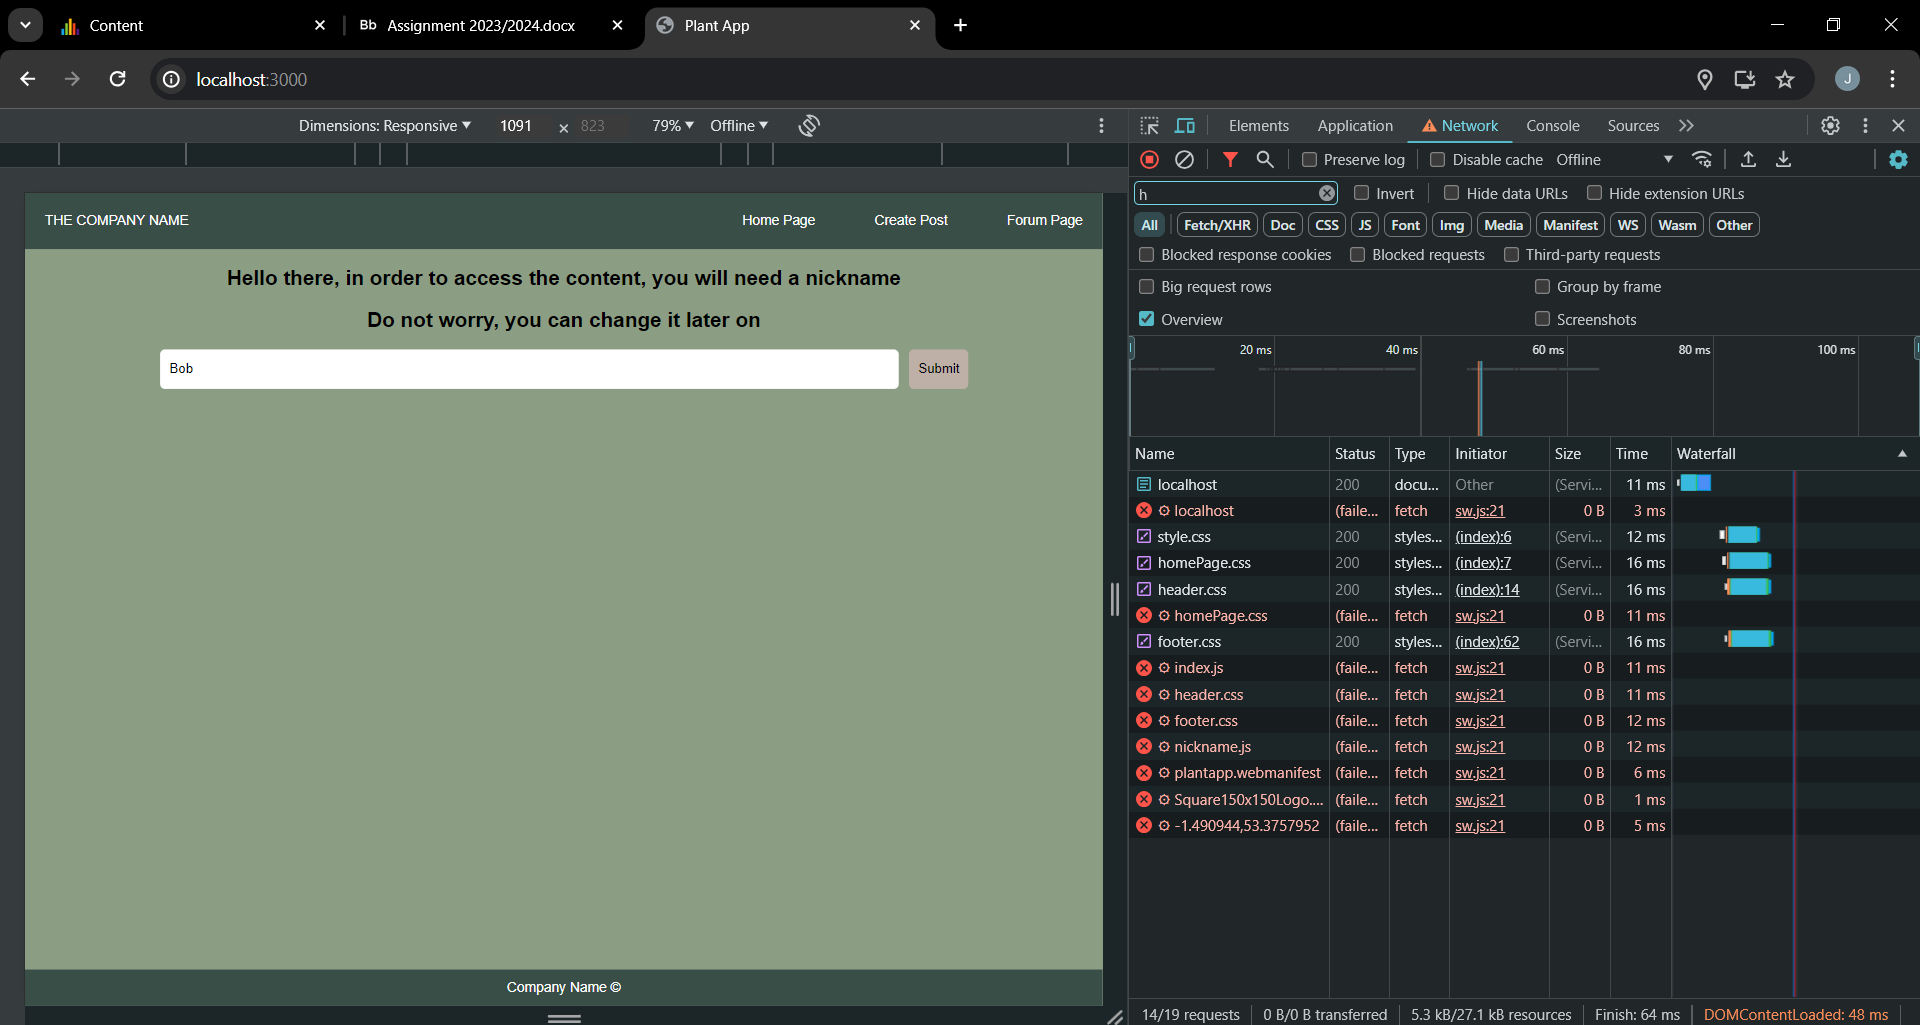 Content
Bb Assignment 2023/2024.docx
Plant App
localhost:3000
J
Dimensions: Responsive 1091 × 823 79% Offline
Elements Application Network Console Sources
Preserve log Disable cache Offline
h Invert Hide data URLs Hide extension URLs
All Fetch/XHR Doc CSS JS Font Img Media Manifest WS Wasm Other
Blocked response cookies Blocked requests Third-party requests
Big request rows Group by frame
Overview Screenshots
20 ms 40 ms 60 ms 80 ms 100 ms
THE COMPANY NAME Home Page Create Post Forum Page
Hello there, in order to access the content, you will need a nickname
Do not worry, you can change it later on
Bob Submit
Company Name ©
Name Status Type Initiator Size Time Waterfall
localhost 200 docu... Other (Servi... 11 ms
localhost (faile... fetch sw.js:21 0 B 3 ms
style.css 200 styles... (index):6 (Servi... 12 ms
homePage.css 200 styles... (index):7 (Servi... 16 ms
header.css 200 styles... (index):14 (Servi... 16 ms
homePage.css (faile... fetch sw.js:21 0 B 11 ms
footer.css 200 styles... (index):62 (Servi... 16 ms
index.js (faile... fetch sw.js:21 0 B 11 ms
header.css (faile... fetch sw.js:21 0 B 11 ms
footer.css (faile... fetch sw.js:21 0 B 12 ms
nickname.js (faile... fetch sw.js:21 0 B 12 ms
plantapp.webmanifest (faile... fetch sw.js:21 0 B 6 ms
Square150x150Logo.... (faile... fetch sw.js:21 0 B 1 ms
-1.490944,53.3757952 (faile... fetch sw.js:21 0 B 5 ms
14/19 requests 0 B/0 B transferred 5.3 kB/27.1 kB resources Finish: 64 ms DOMContentLoaded: 48 ms